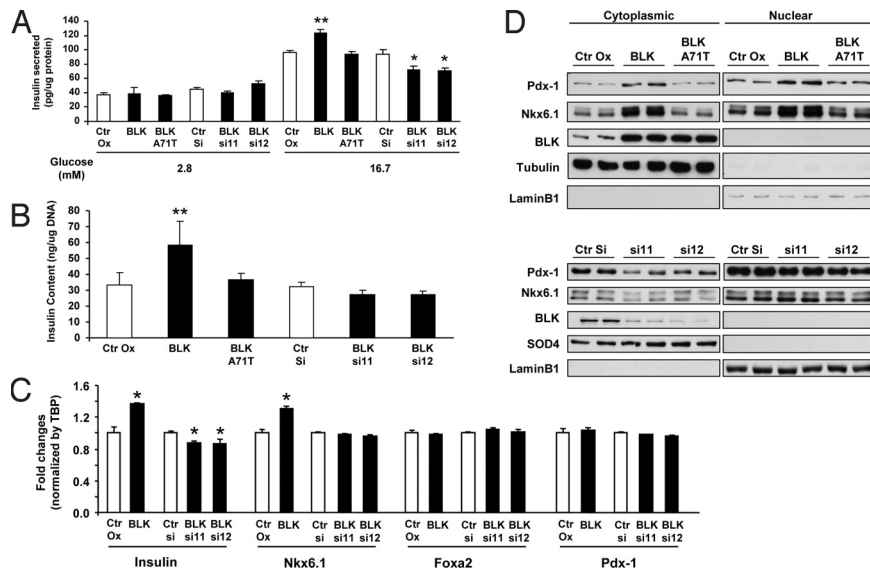 A
Insulin secreted
(pg/ug protein)
140
120
100
80
60
40
20
0
**
*
*
Ctr
Ox
BLK
BLK
A71T
Ctr
Si
BLK
si11
BLK
si12
Ctr
Ox
BLK
BLK
A71T
Ctr
Si
BLK
si11
BLK
si12
Glucose
(mM)
2.8
16.7
B
Insulin Content (ng/ug DNA)
80
70
60
50
40
30
20
10
0
**
Ctr Ox
BLK
BLK
A71T
Ctr
Si
BLK
si11
BLK
si12
C
Fold changes
(normalized by TBP)
1.6
1.2
0.8
0.4
0.0
*
*
*
*
Ctr
Ox
BLK
Ctr
si
BLK
si11
BLK
si12
Ctr
Ox
BLK
Ctr
si
BLK
si11
BLK
si12
Ctr
Ox
BLK
Ctr
si
BLK
si11
BLK
si12
Ctr
Ox
BLK
Ctr
si
BLK
si11
BLK
si12
Insulin
Nkx6.1
Foxa2
Pdx-1
D
Cytoplasmic
Nuclear
Ctr Ox
BLK
BLK
A71T
Ctr Ox
BLK
BLK
A71T
Pdx-1
Nkx6.1
BLK
Tubulin
LaminB1
Ctr Si
si11
si12
Ctr Si
si11
si12
Pdx-1
Nkx6.1
BLK
SOD4
LaminB1